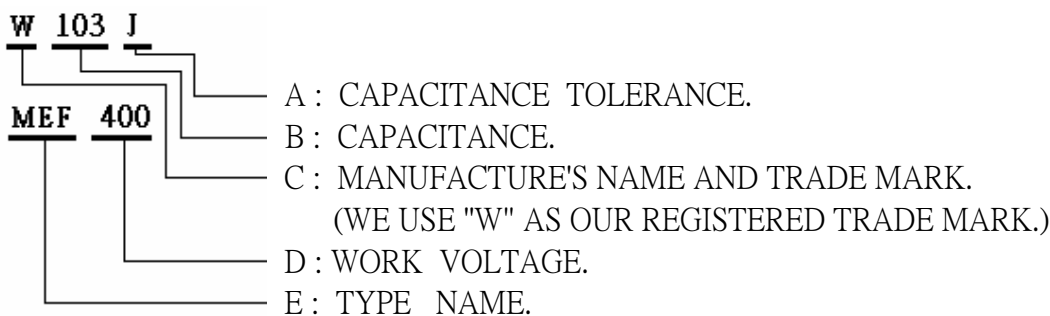 W 103 J
A : CAPACITANCE TOLERANCE.
MEF 400
B : CAPACITANCE.
C : MANUFACTURE'S NAME AND TRADE MARK.
(WE USE "W" AS OUR REGISTERED TRADE MARK.)
D : WORK VOLTAGE.
E : TYPE NAME.